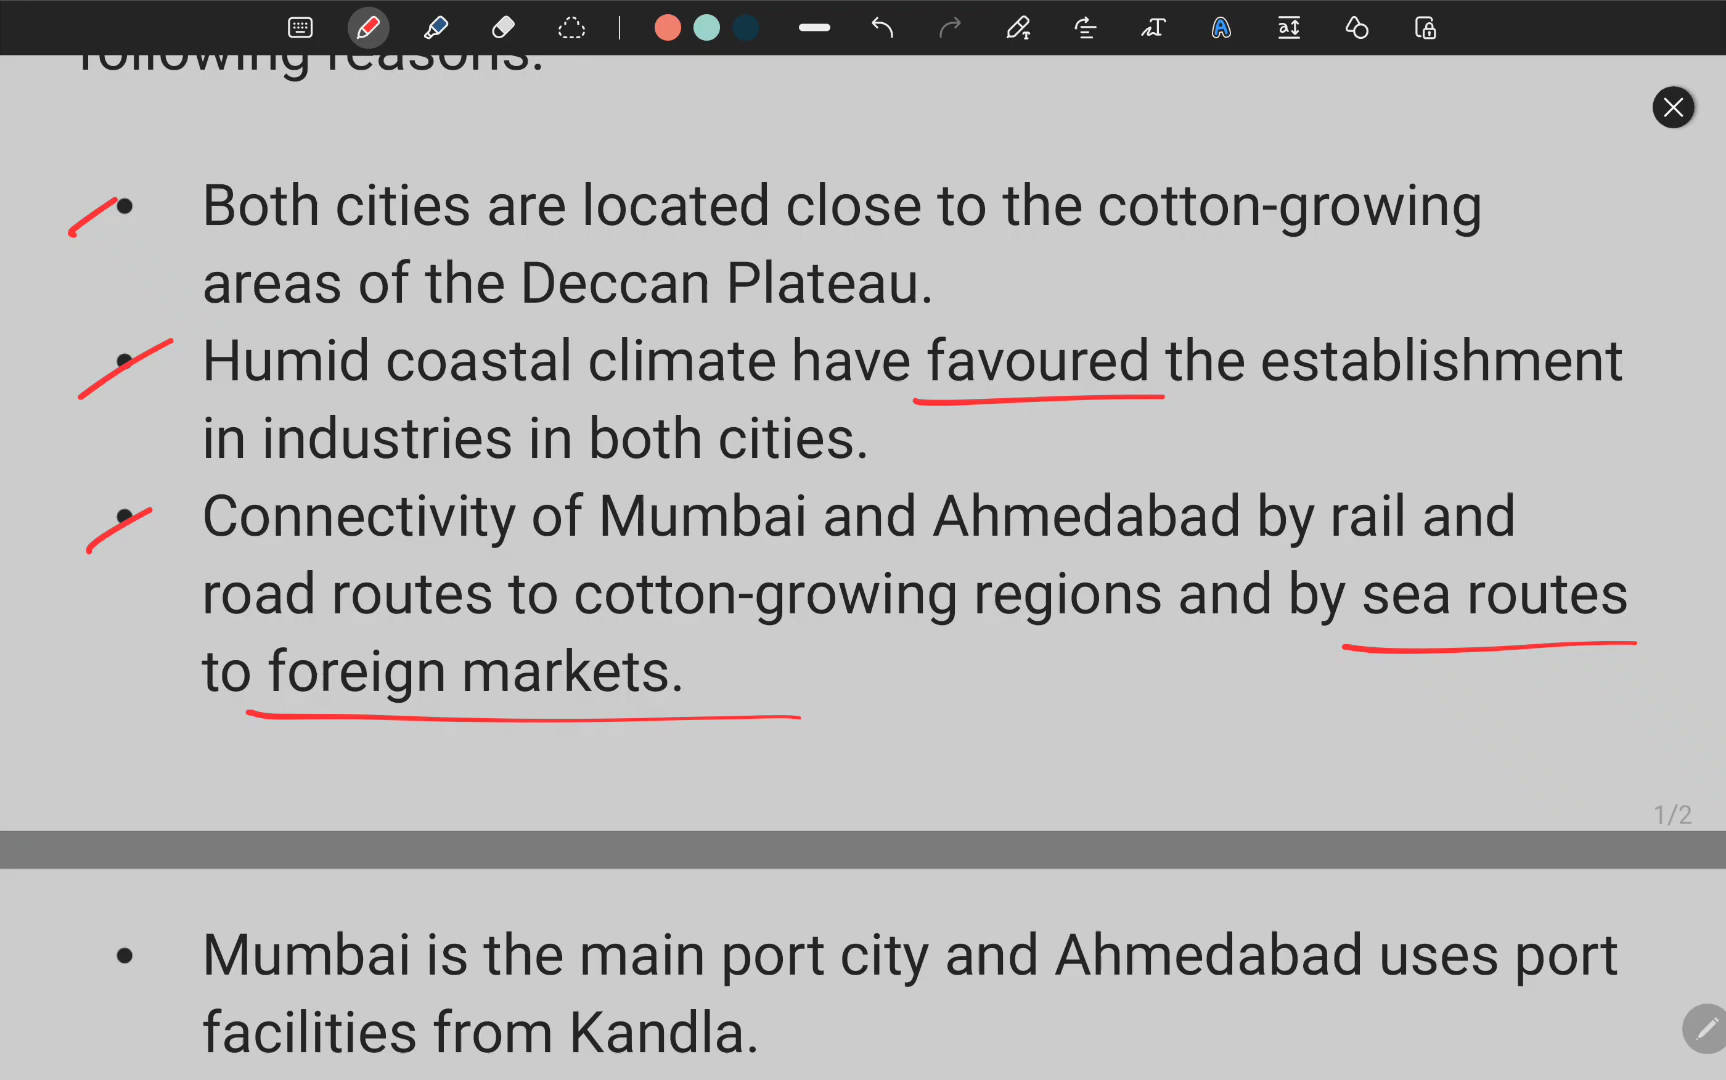 following reasons:
• Both cities are located close to the cotton-growing
areas of the Deccan Plateau.
• Humid coastal climate have favoured the establishment
in industries in both cities.
• Connectivity of Mumbai and Ahmedabad by rail and
road routes to cotton-growing regions and by sea routes
to foreign markets.
1/2
• Mumbai is the main port city and Ahmedabad uses port
facilities from Kandla.